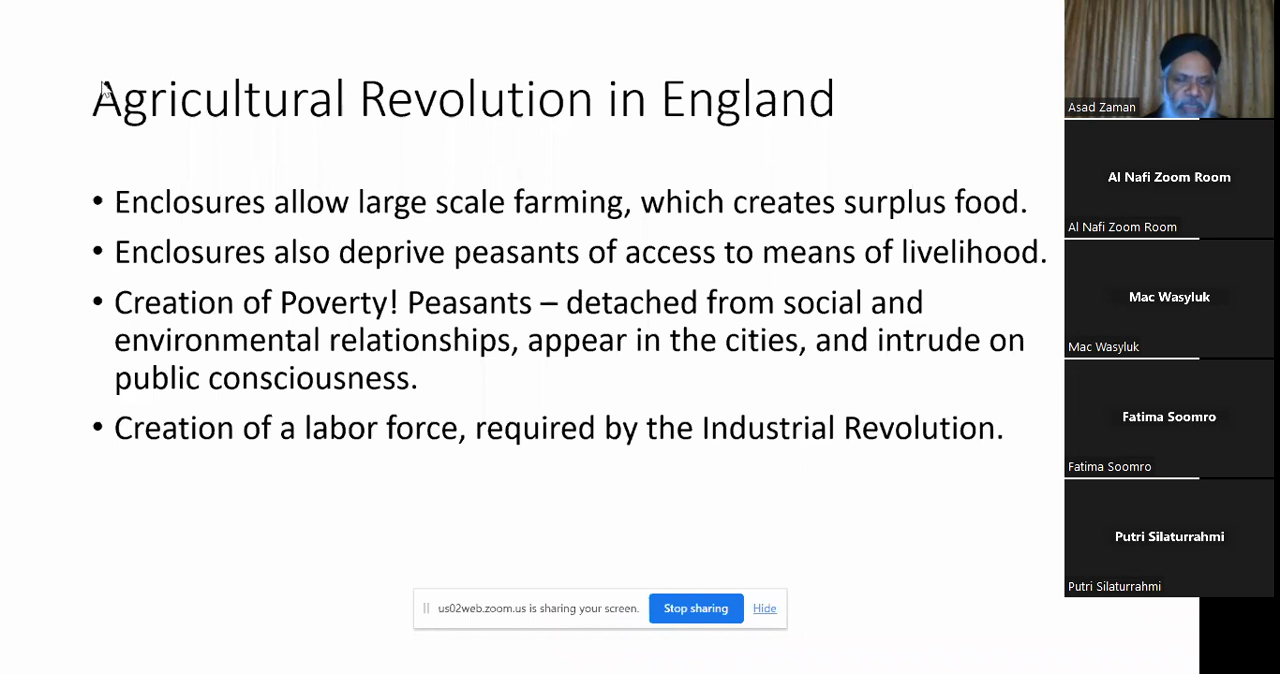 Agricultural Revolution in England
• Enclosures allow large scale farming, which creates surplus food.
• Enclosures also deprive peasants of access to means of livelihood.
• Creation of Poverty! Peasants – detached from social and
environmental relationships, appear in the cities, and intrude on
public consciousness.
• Creation of a labor force, required by the Industrial Revolution.
us02web.zoom.us is sharing your screen.
Stop sharing
Hide
Asad Zaman
Al Nafi Zoom Room
Al Nafi Zoom Room
Mac Wasyluk
Mac Wasyluk
Fatima Soomro
Fatima Soomro
Putri Silaturrahmi
Putri Silaturrahmi